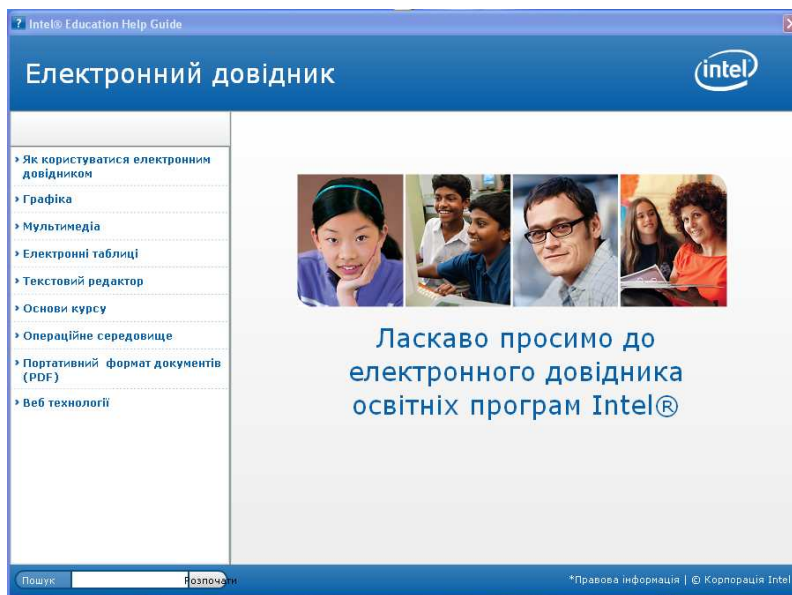 Intel® Education Help Guide
Електронний довідник
intel
Як користуватися електронним
довідником
Графіка
Мультимедіа
Електронні таблиці
Текстовий редактор
Основи курсу
Операційне середовище
Портативний формат документів
(PDF)
Веб технології
Ласкаво просимо до
електронного довідника
освітніх програм Intel®
Пошук Розпочати
*Правова інформація | © Корпорація Intel